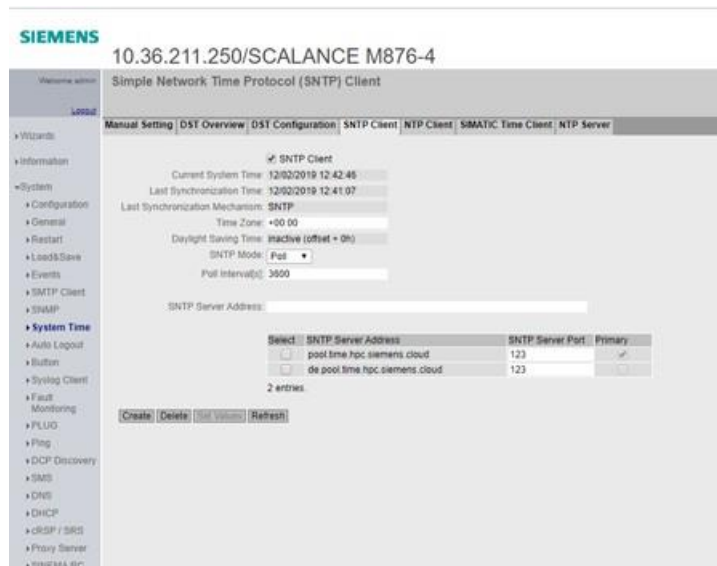 SIEMENS
10.36.211.250/SCALANCE M876-4
Welcome admin
Logout
Simple Network Time Protocol (SNTP) Client
Manual Setting DST Overview DST Configuration SNTP Client NTP Client SIMATIC Time Client NTP Server
Wizards
Information
System
Configuration
General
Restart
Load&Save
Events
SMTP Client
SNMP
System Time
Auto Logout
Button
Syslog Client
Fault
Monitoring
PLUG
Ping
DCP Discovery
SMS
DNS
DHCP
cRSP / SRS
Proxy Server
SINEMA RC
SNTP Client
Current System Time: 12/02/2019 12:42:46
Last Synchronization Time: 12/02/2019 12:41:07
Last Synchronization Mechanism: SNTP
Time Zone: +00:00
Daylight Saving Time: inactive (offset + 0h)
SNTP Mode: Poll
Poll Interval[s]: 3600
SNTP Server Address:
Select SNTP Server Address SNTP Server Port Primary
pool.time.hpc.siemens.cloud 123
de.pool.time.hpc.siemens.cloud 123
2 entries.
Create Delete Set Values Refresh